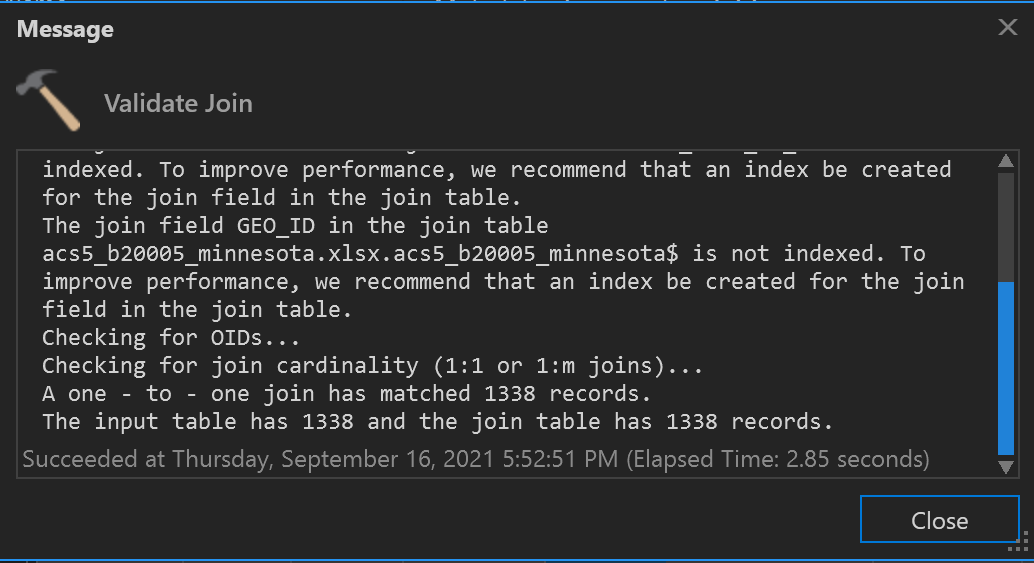 Message
Validate Join
indexed. To improve performance, we recommend that an index be created
for the join field in the join table.
The join field GEO_ID in the join table
acs5_b20005_minnesota.xlsx.acs5_b20005_minnesota$ is not indexed. To
improve performance, we recommend that an index be created for the join
field in the join table.
Checking for OIDs...
Checking for join cardinality (1:1 or 1:m joins)...
A one - to - one join has matched 1338 records.
The input table has 1338 and the join table has 1338 records.
Succeeded at Thursday, September 16, 2021 5:52:51 PM (Elapsed Time: 2.85 seconds)
Close